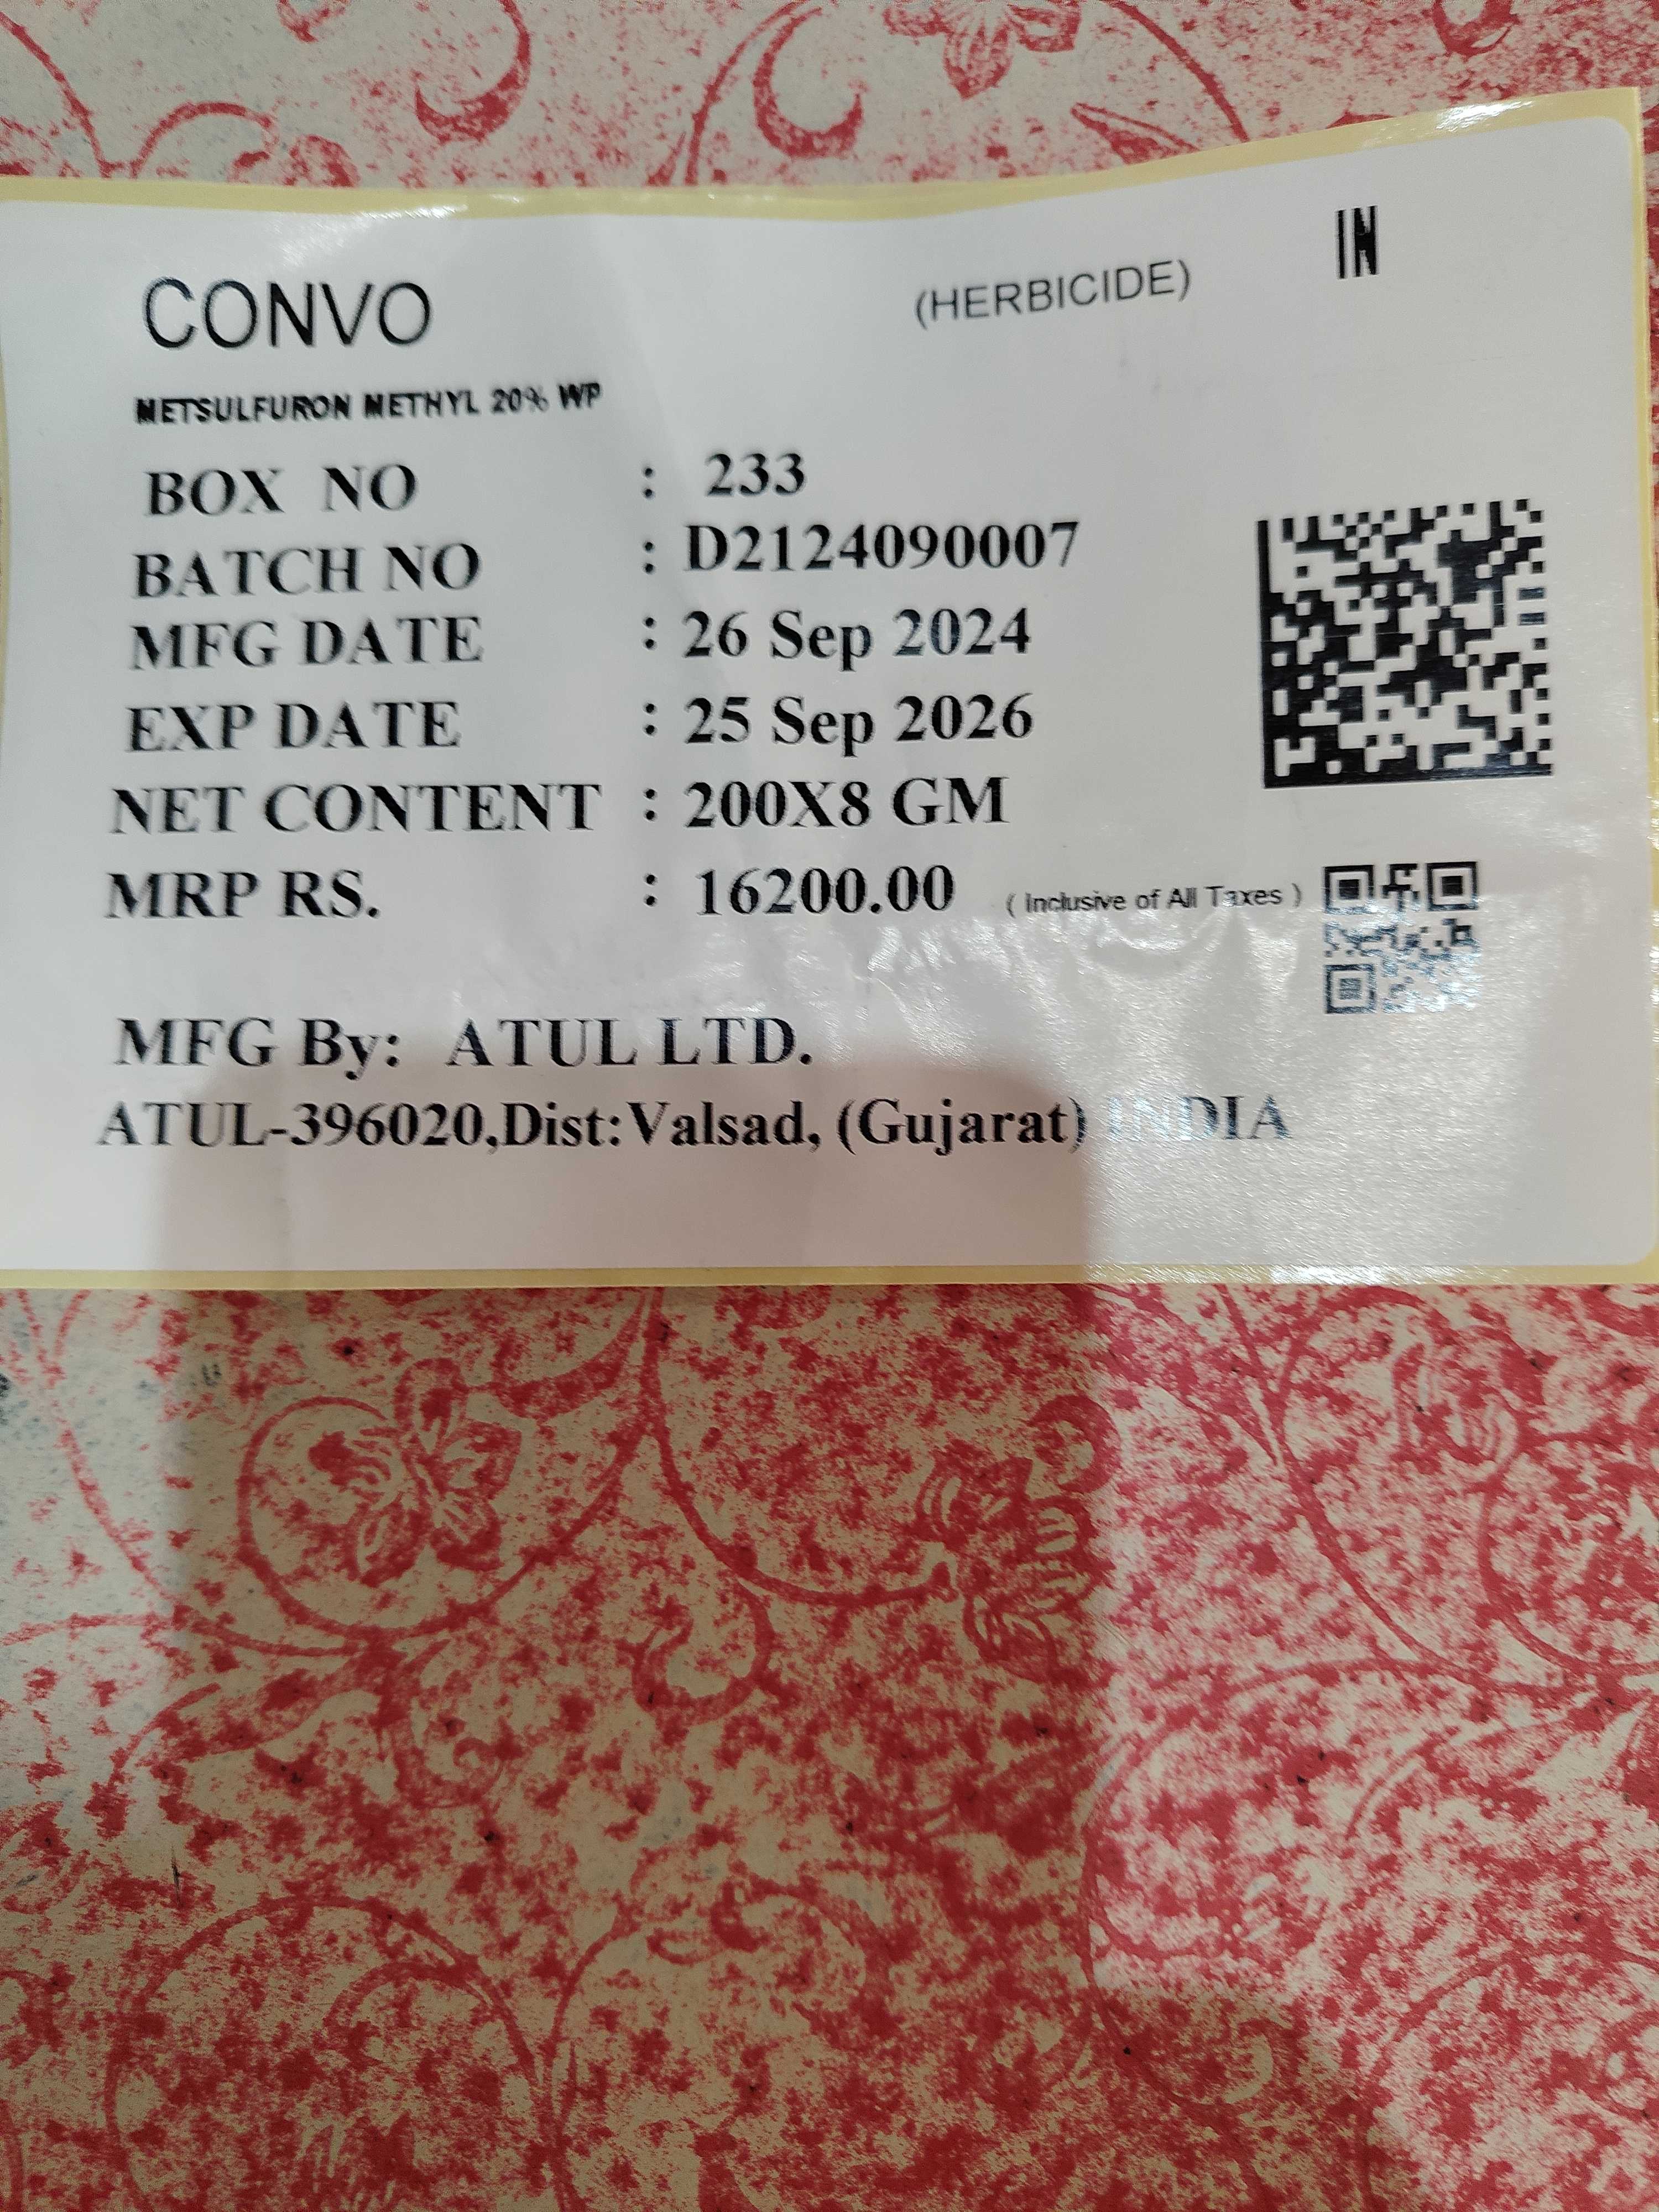 CONVO (HERBICIDE) IN
METSULFURON METHYL 20% WP
BOX NO : 233
BATCH NO : D2124090007
MFG DATE : 26 Sep 2024
EXP DATE : 25 Sep 2026
NET CONTENT : 200X8 GM
MRP RS. : 16200.00 ( Inclusive of All Taxes )
MFG By: ATUL LTD.
ATUL-396020,Dist:Valsad, (Gujarat) INDIA